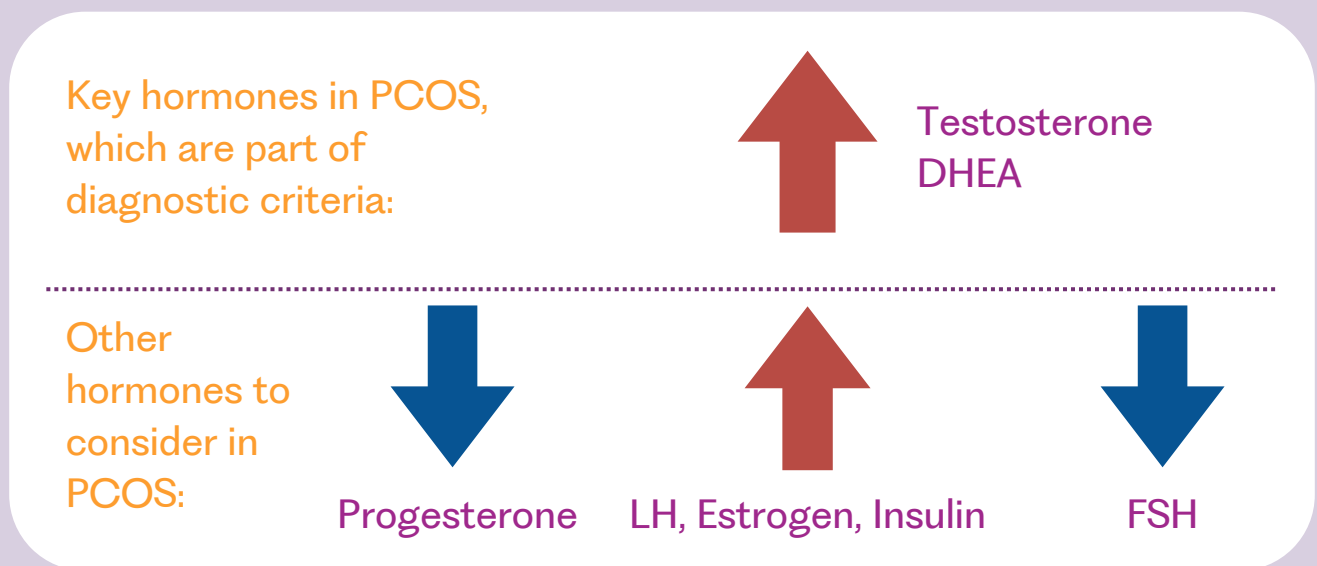 Key hormones in PCOS,
which are part of
diagnostic criteria:
Testosterone
DHEA
Other
hormones to
consider in
PCOS:
Progesterone
LH, Estrogen, Insulin
FSH